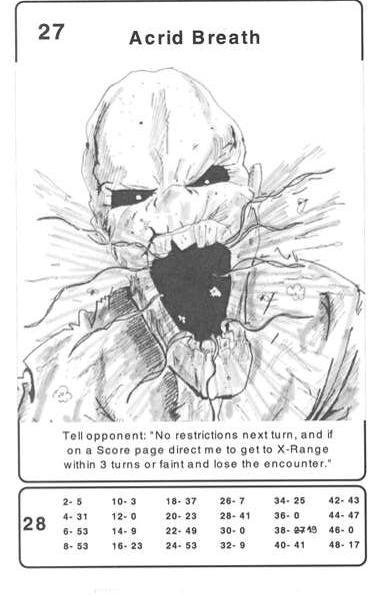 27
Acrid Breath
Tell opponent: "No restrictions next turn, and if
on a Score page direct me to get to X-Range
within 3 turns or faint and lose the encounter."
28
2- 5 10- 3 18- 37 26- 7 34- 25 42- 43
4- 31 12- 0 20- 23 28- 41 36- 0 44- 47
6- 53 14- 9 22- 49 30- 0 38- 27 19 46- 0
8- 53 16- 23 24- 53 32- 9 40- 41 48- 17